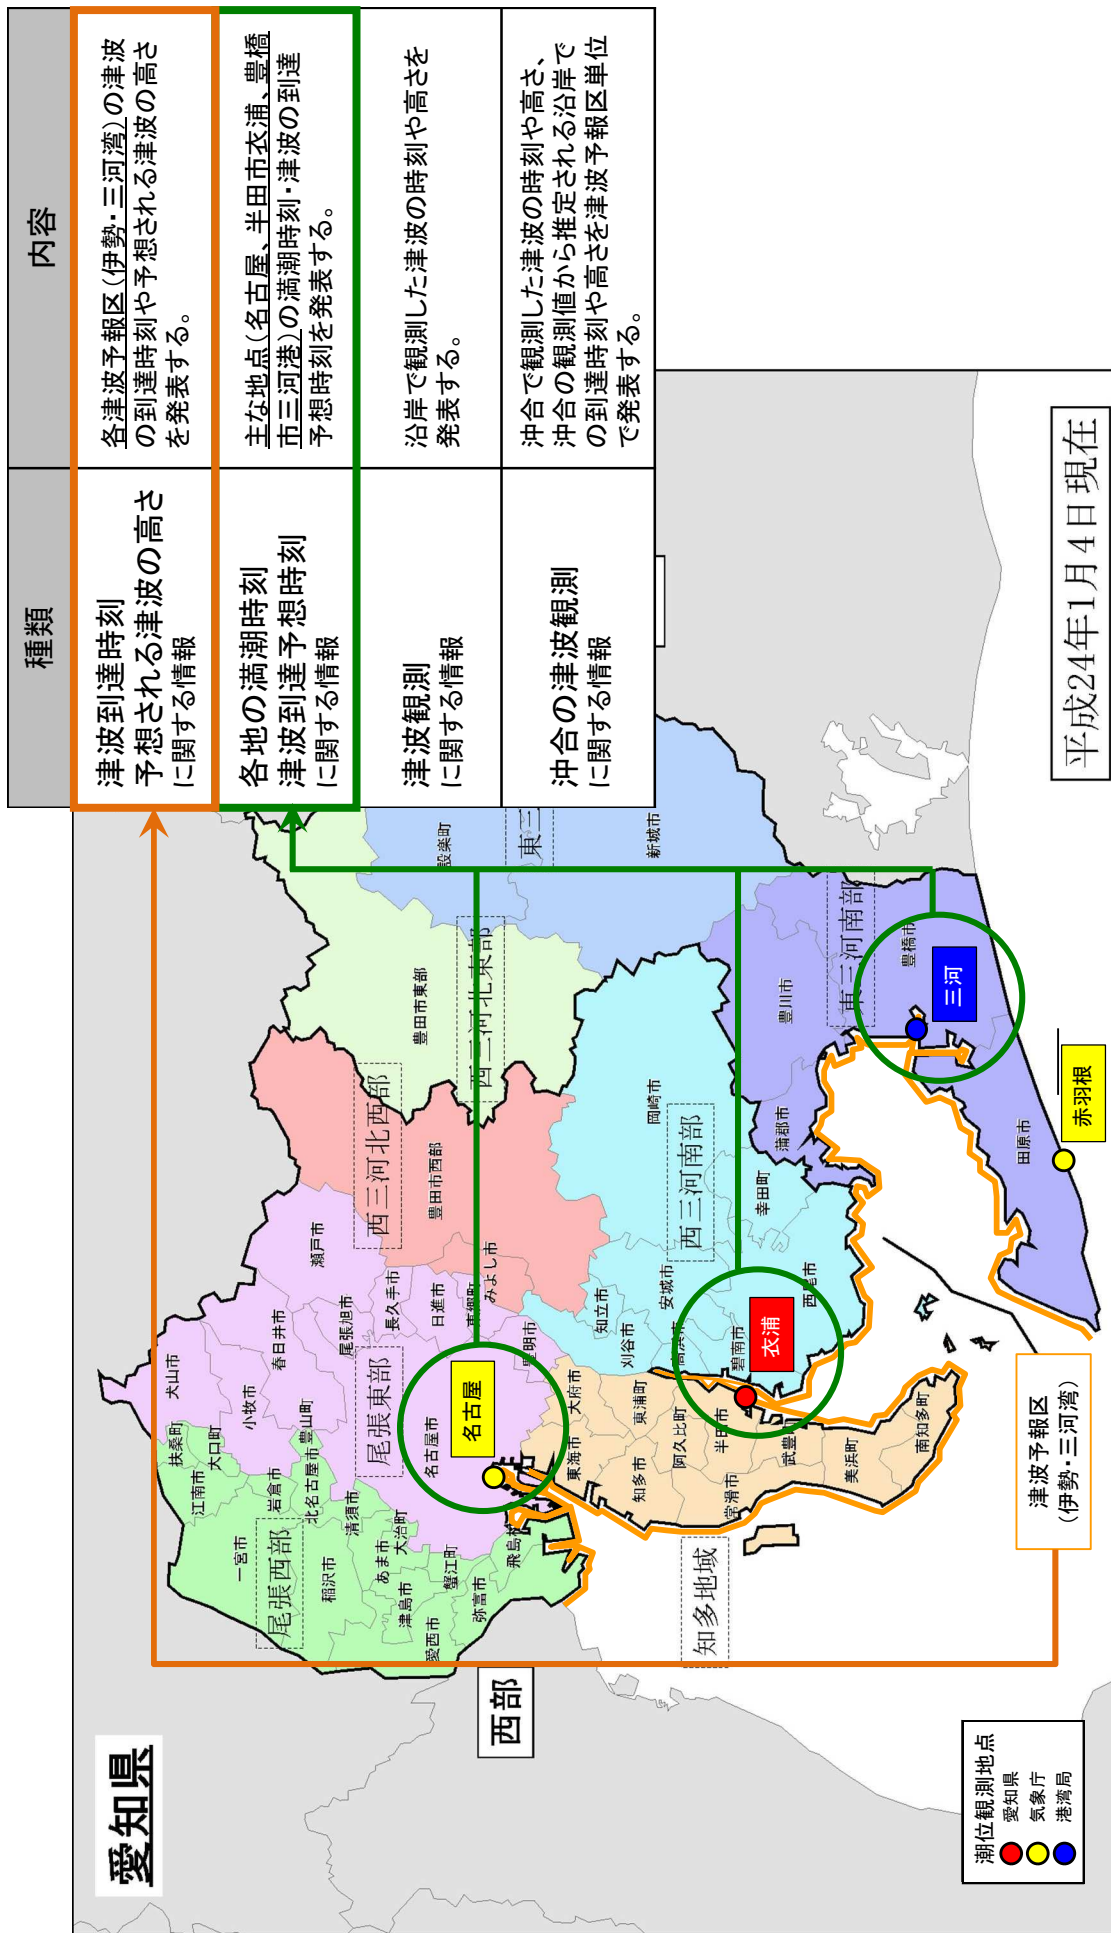 愛知県
種類
内容
津波到達時刻
予想される津波の高さ
に関する情報
各津波予報区(伊勢・三河湾)の津波
の到達時刻や予想される津波の高さ
を発表する。
各地の満潮時刻
津波到達予想時刻
に関する情報
主な地点(名古屋、半田市衣浦、豊橋
市三河港)の満潮時刻・津波の到達
予想時刻を発表する。
津波観測
に関する情報
沿岸で観測した津波の時刻や高さを
発表する。
沖合の津波観測
に関する情報
沖合で観測した津波の時刻や高さ、
沖合の観測値から推定される沿岸で
の到達時刻や高さを津波予報区単位
で発表する。
犬山市
扶桑町
大口町
江南市
小牧市
春日井市
瀬戸市
岩倉市
豊山町
北名古屋市
一宮市
尾張西部
稲沢市
清須市
尾張旭市
尾張東部
長久手市
西三河北西部
あま市
大治町
津島市
名古屋市
日進市
豊田市西部
豊田市東部
設楽町
愛西市
蟹江町
名古屋
東郷町
みよし市
西三河北東部
弥富市
飛島村
豊明市
東三
西部
東海市
大府市
知立市
刈谷市
知多市
東浦町
安城市
岡崎市
新城市
阿久比町
高浜市
西三河南部
知多地域
半田市
常滑市
碧南市
衣浦
幸田町
蒲郡市
豊川市
武豊町
西尾市
東三河南部
美浜町
豊橋市
南知多町
三河
田原市
赤羽根
津波予報区
(伊勢・三河湾)
潮位観測地点
愛知県
気象庁
港湾局
平成24年1月4日現在